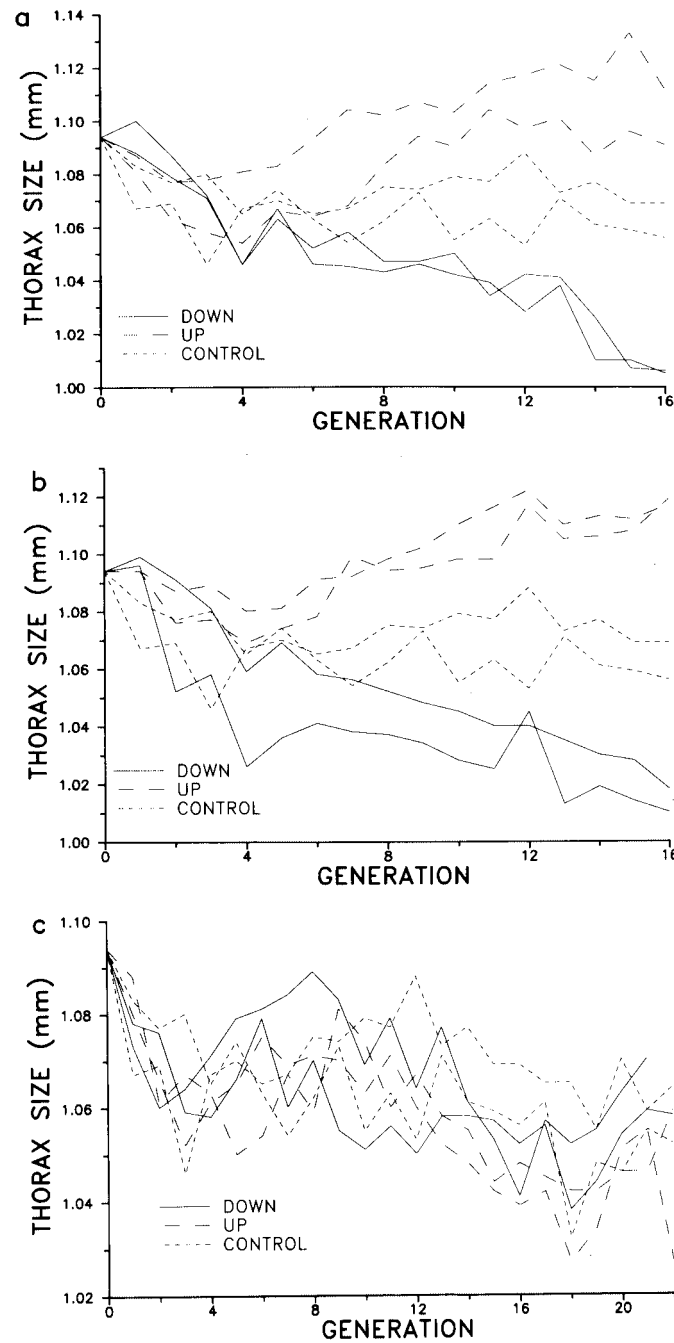 a
1.14
1.12
1.10
1.08
1.06
1.04
1.02
1.00
THORAX SIZE (mm)
DOWN
UP
CONTROL
0 4 8 12 16
GENERATION
b
1.12
1.10
1.08
1.06
1.04
1.02
1.00
THORAX SIZE (mm)
DOWN
UP
CONTROL
0 4 8 12 16
GENERATION
c
1.10
1.08
1.06
1.04
1.02
THORAX SIZE (mm)
DOWN
UP
CONTROL
0 4 8 12 16 20
GENERATION